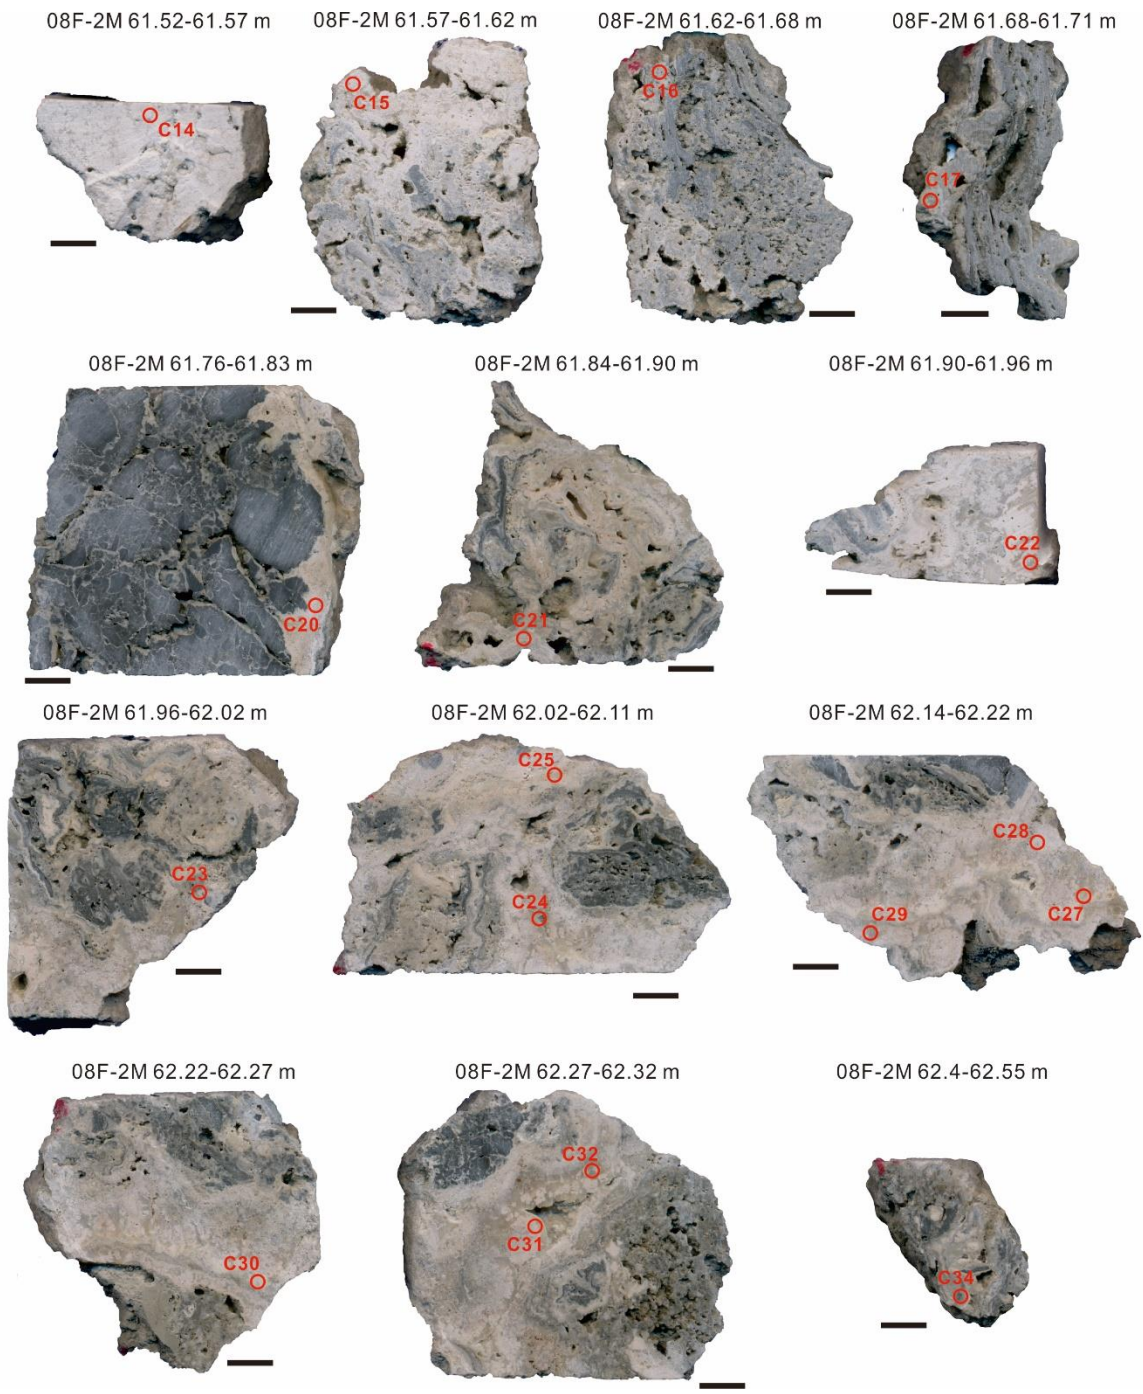 08F-2M 61.52-61.57 m
08F-2M 61.57-61.62 m
08F-2M 61.62-61.68 m
08F-2M 61.68-61.71 m
C14
C15
C16
C17
08F-2M 61.76-61.83 m
08F-2M 61.84-61.90 m
08F-2M 61.90-61.96 m
C20
C21
C22
08F-2M 61.96-62.02 m
08F-2M 62.02-62.11 m
08F-2M 62.14-62.22 m
C23
C25
C24
C28
C29
C27
08F-2M 62.22-62.27 m
08F-2M 62.27-62.32 m
08F-2M 62.4-62.55 m
C30
C32
C31
C34